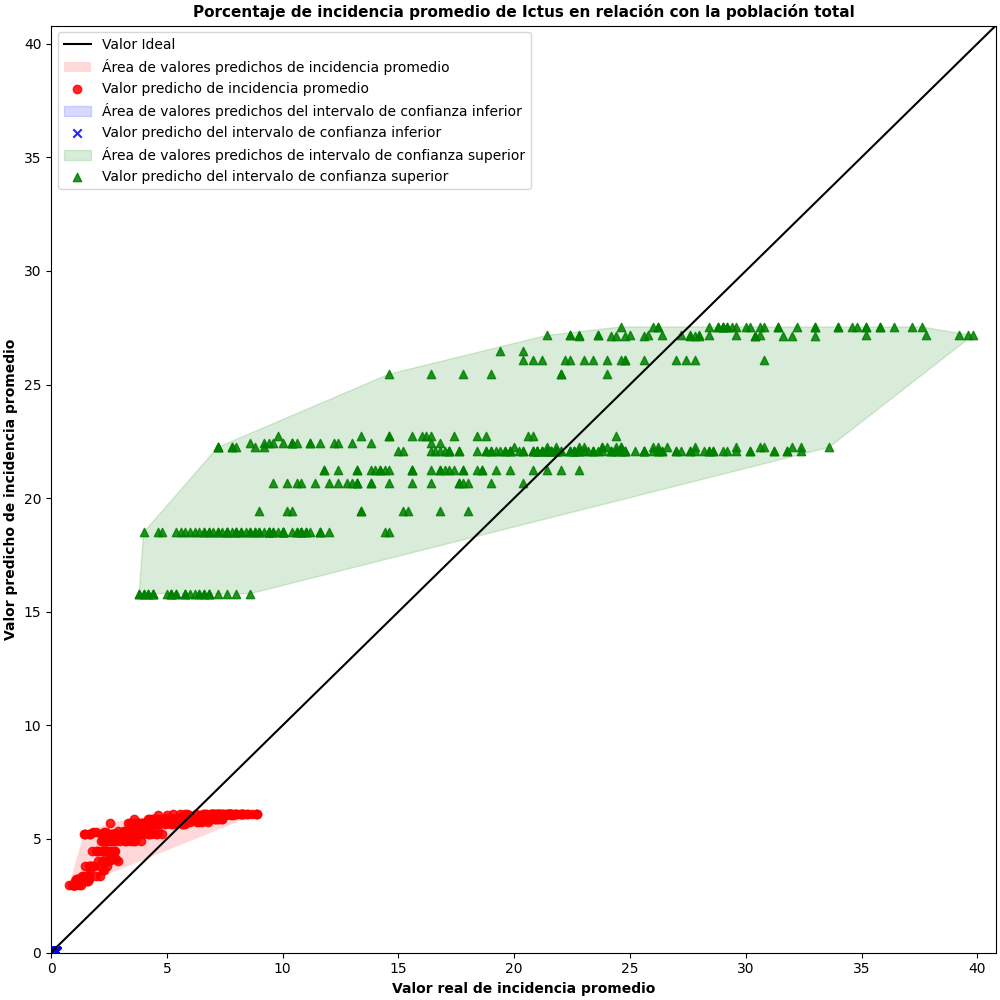 Porcentaje de incidencia promedio de Ictus en relación con la población total
Valor Ideal
Área de valores predichos de incidencia promedio
Valor predicho de incidencia promedio
Área de valores predichos del intervalo de confianza inferior
Valor predicho del intervalo de confianza inferior
Área de valores predichos de intervalo de confianza superior
Valor predicho del intervalo de confianza superior
Valor predicho de incidencia promedio
40
35
30
25
20
15
10
5
0
0 5 10 15 20 25 30 35 40
Valor real de incidencia promedio